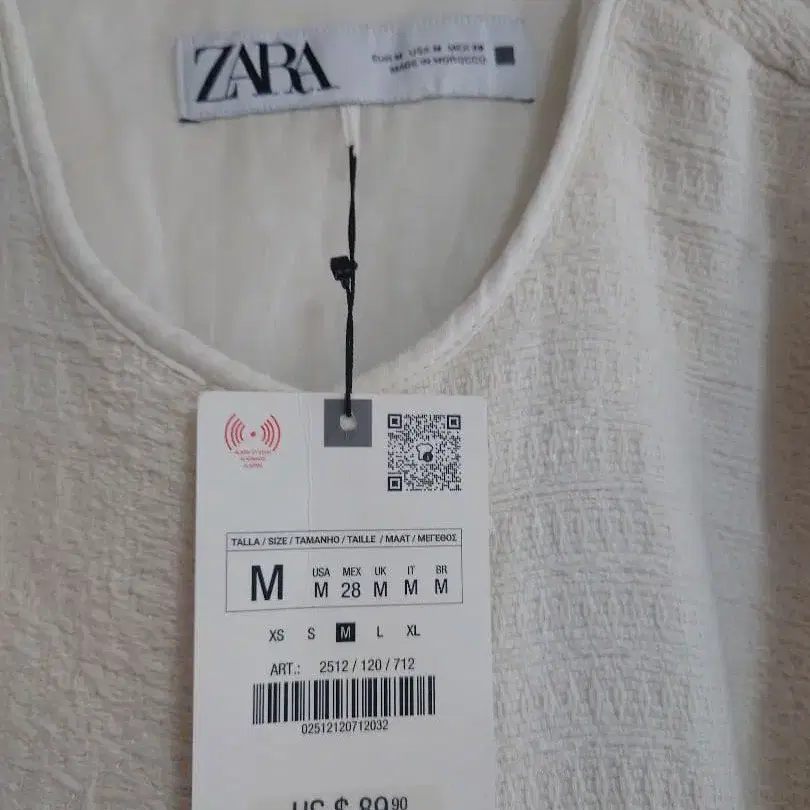 ZARA
EUR M USA M MEX 28
MADE IN MOROCCO
TALLA / SIZE / TAMANHO / TAILLE / MAAT / ΜΕΓΕΘΟΣ
M
USA MEX UK IT BR
M 28 M M M
XS S M L XL
ART.: 2512 / 120 / 712
02512120712032
US $ 89.90